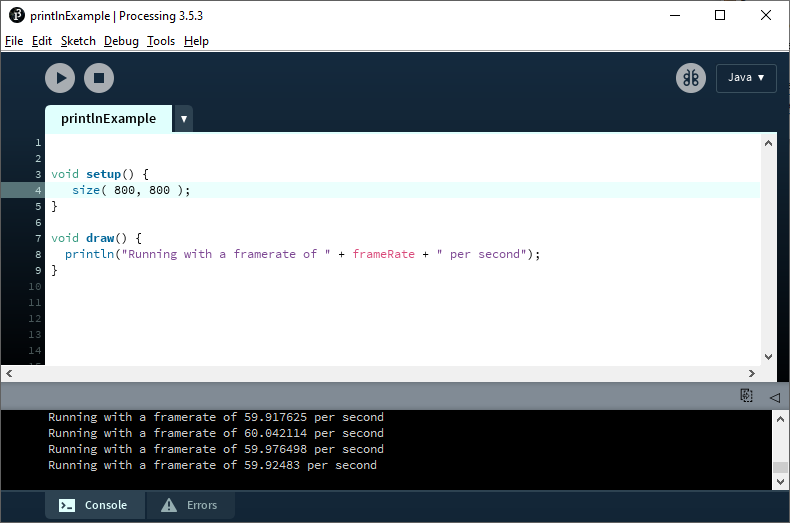 printlnExample | Processing 3.5.3
File Edit Sketch Debug Tools Help
Java ▼
printlnExample ▼
1
2
3 void setup() {
4 size( 800, 800 );
5 }
6
7 void draw() {
8 println("Running with a framerate of " + frameRate + " per second");
9 }
10
11
12
13
14
Running with a framerate of 59.917625 per second
Running with a framerate of 60.042114 per second
Running with a framerate of 59.976498 per second
Running with a framerate of 59.92483 per second
Console Errors